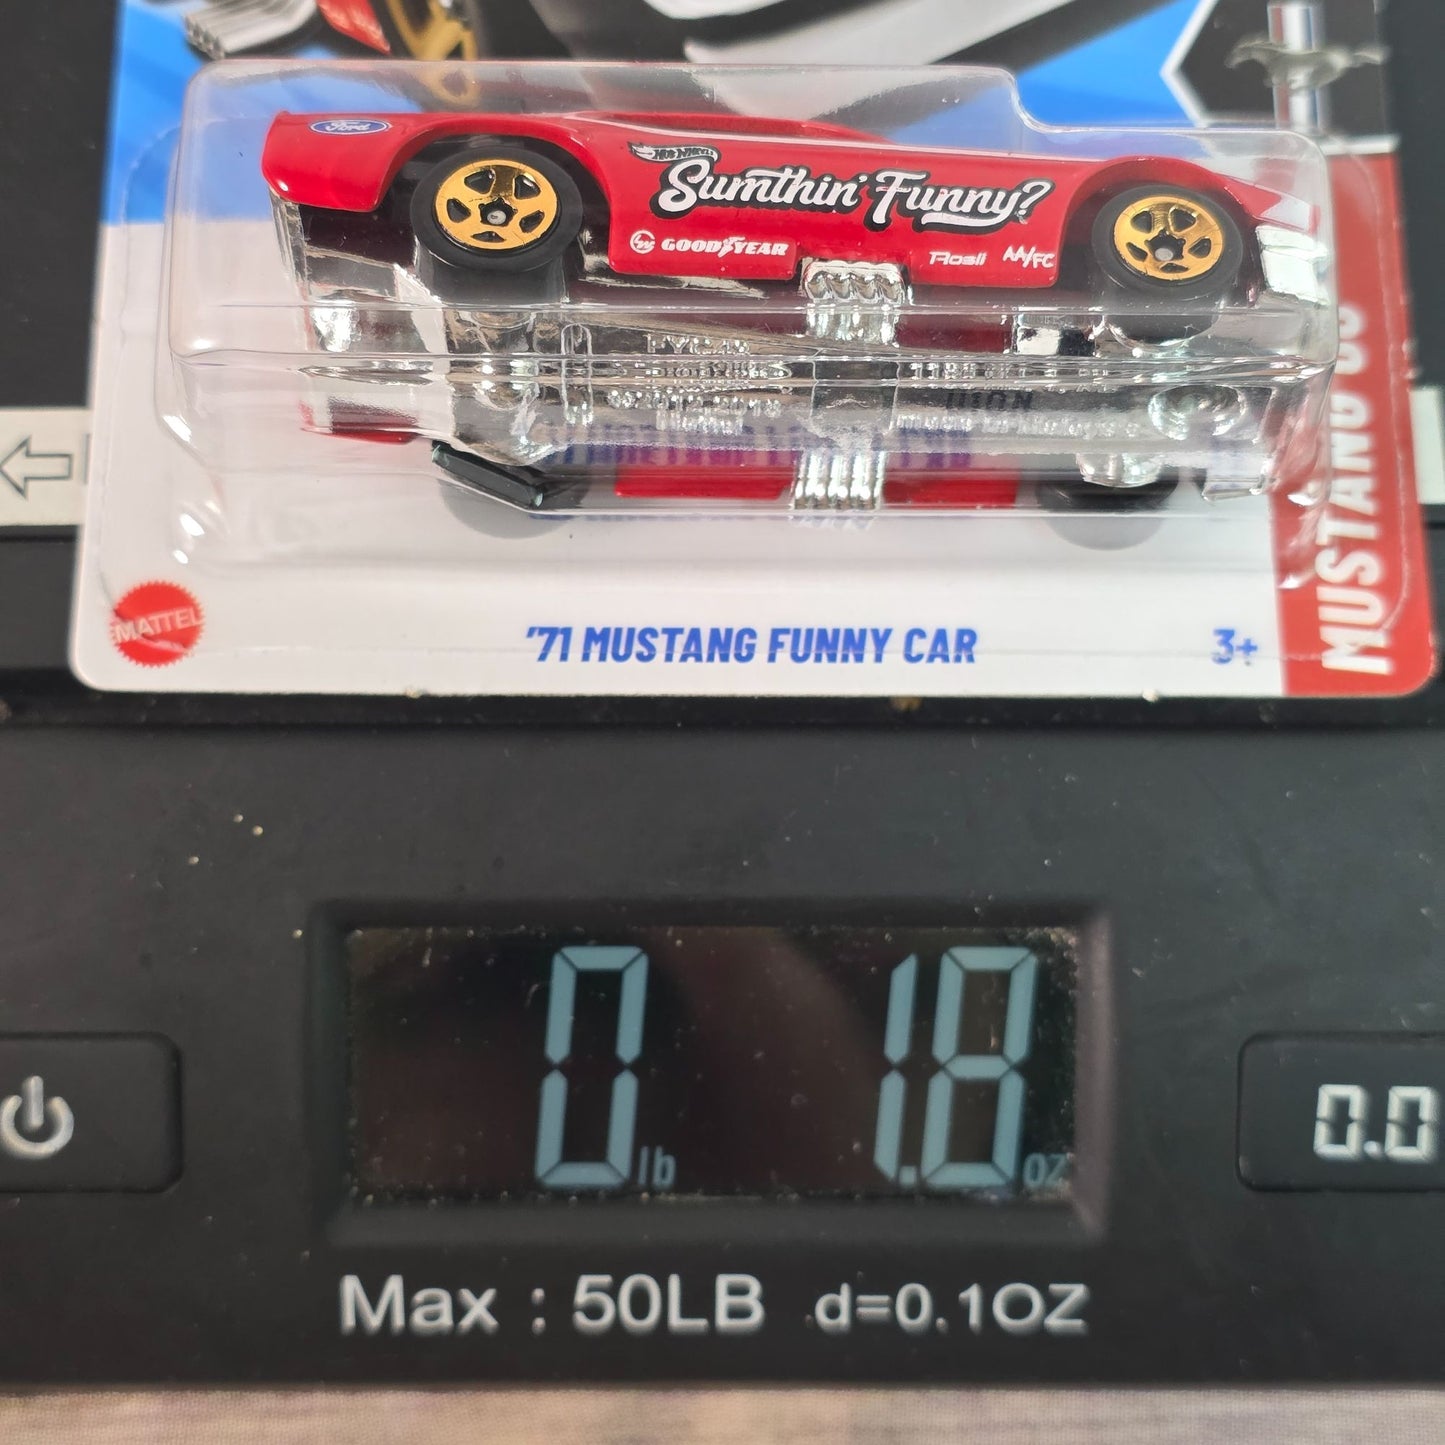 Ford
HOT WHEELS
Sumthin' Funny?
GOODYEAR
Rosli
AA/FC
MATTEL
'71 MUSTANG FUNNY CAR
3+
MUSTANG 60
0 lb 1.8 oz
0.0
Max : 50LB d=0.1OZ